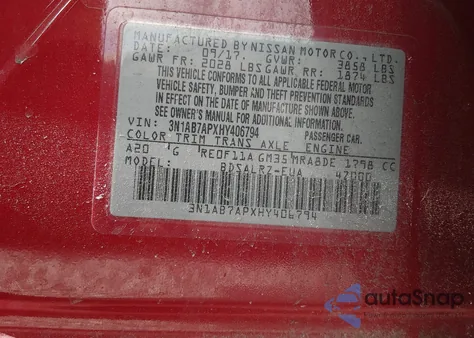 MANUFACTURED BY NISSAN MOTOR CO., LTD.
DATE: 09/17 GVWR: 3858 LBS
GAWR FR: 2028 LBS GAWR RR: 1874 LBS
THIS VEHICLE CONFORMS TO ALL APPLICABLE FEDERAL MOTOR
VEHICLE SAFETY, BUMPER, AND THEFT PREVENTION STANDARDS
IN EFFECT ON THE DATE OF MANUFACTURE SHOWN ABOVE.
SEE OWNER'S MANUAL FOR ADDITIONAL INFORMATION.
VIN: 3N1AB7APXHY406794 PASSENGER CAR
COLOR TRIM TRANS AXLE ENGINE
A20 G RE0F11A GM35 MRA8DE 1798 CC
MODEL: BDSALRZ-EUA 42000
3N1AB7APXHY406794
autoSnap